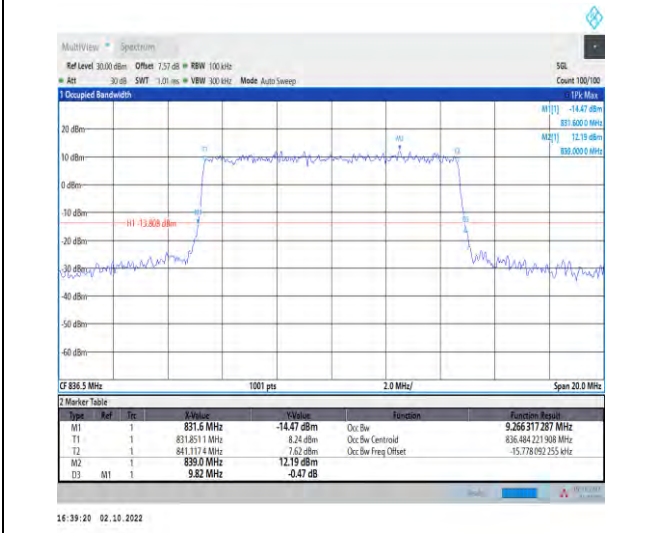 MultiView Spectrum
Ref Level 30.00 dBm Offset 7.57 dB RBW 100 kHz SGL
Att 30 dB SWT 1.01 ms VBW 300 kHz Mode Auto Sweep Count 100/100
1 Occupied Bandwidth 1Pk Max
M1[1] -14.47 dBm
831.600 0 MHz
M2[1] 12.19 dBm
20 dBm
M2
T1
10 dBm
0 dBm
-10 dBm
H1 -13.808 dBm
-20 dBm
-30 dBm
-40 dBm
-50 dBm
-60 dBm
CF 836.5 MHz 1001 pts 2.0 MHz/ Span 20.0 MHz
2 Marker Table
Type Ref Trc X-Value Y-Value Function Function Result
M1 1 831.6 MHz -14.47 dBm Occ Bw 9.266 317 287 MHz
T1 1 831.851 1 MHz 8.24 dBm Occ Bw Centroid 836.484 221 908 MHz
T2 1 841.117 4 MHz 7.62 dBm Occ Bw Freq Offset -15.778 092 255 kHz
M2 1 839.0 MHz 12.19 dBm
D3 M1 1 9.82 MHz -0.47 dB
16:39:20 02.10.2022